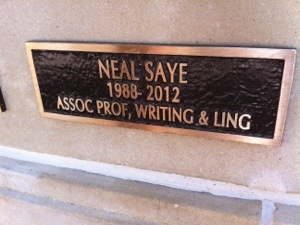 NEAL SAYE
1988- 2012
ASSOC PROF, WRITING & LING